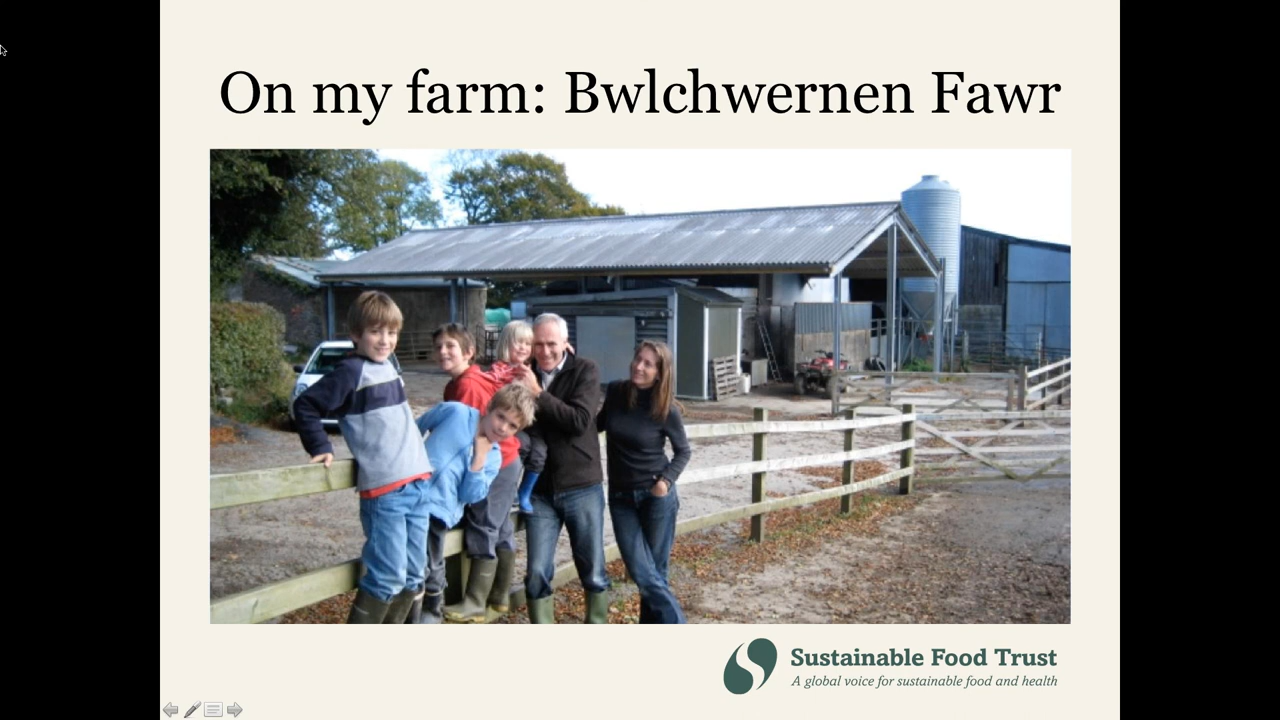 On my farm: Bwlchwernen Fawr
Sustainable Food Trust
A global voice for sustainable food and health